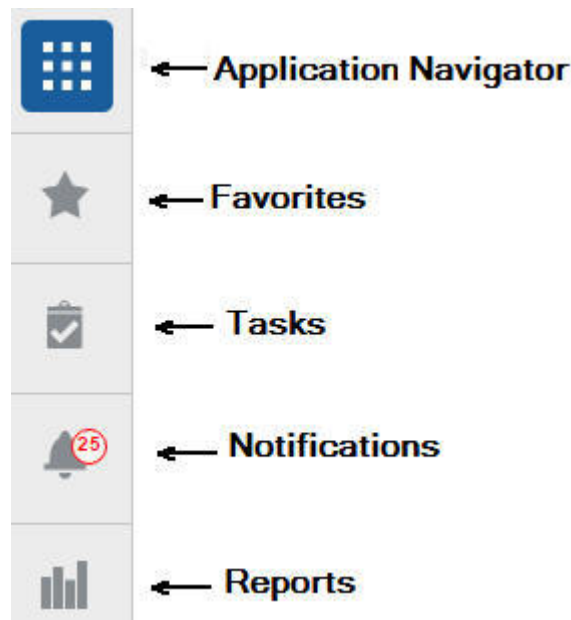 Application Navigator
Favorites
Tasks
25
Notifications
Reports